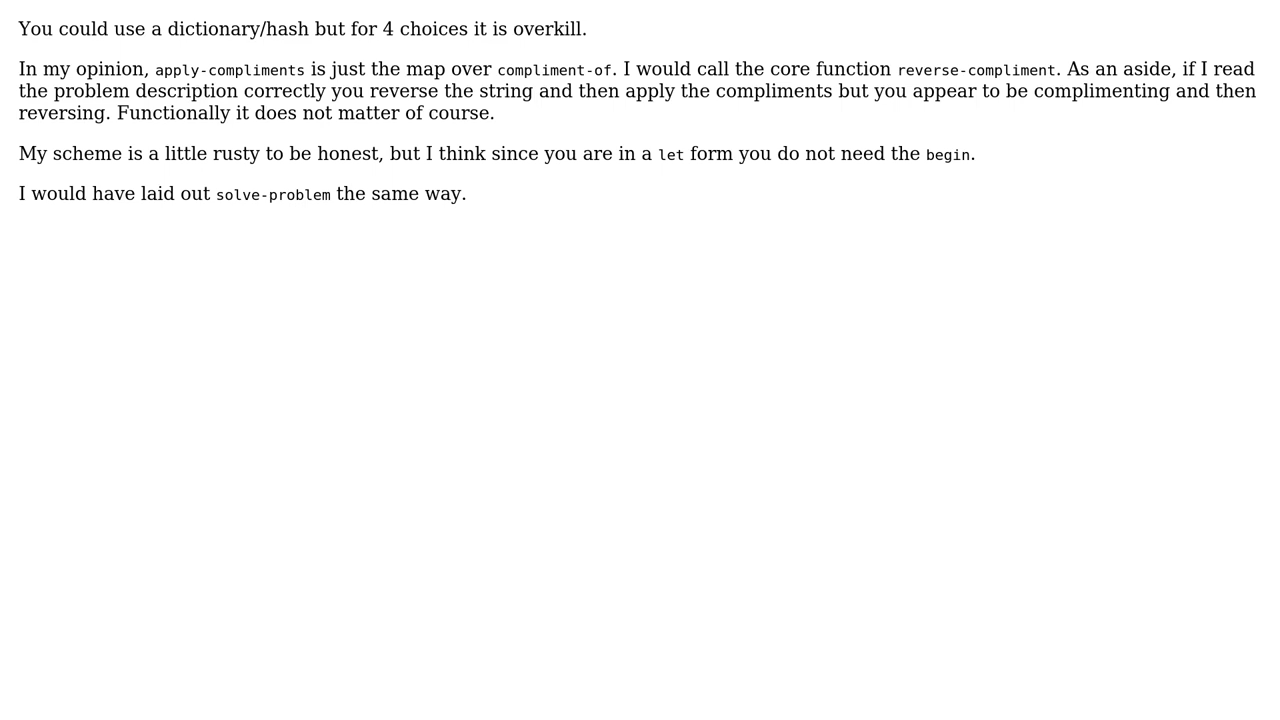 You could use a dictionary/hash but for 4 choices it is overkill.
In my opinion, apply-compliments is just the map over compliment-of. I would call the core function reverse-compliment. As an aside, if I read
the problem description correctly you reverse the string and then apply the compliments but you appear to be complimenting and then
reversing. Functionally it does not matter of course.
My scheme is a little rusty to be honest, but I think since you are in a let form you do not need the begin.
I would have laid out solve-problem the same way.